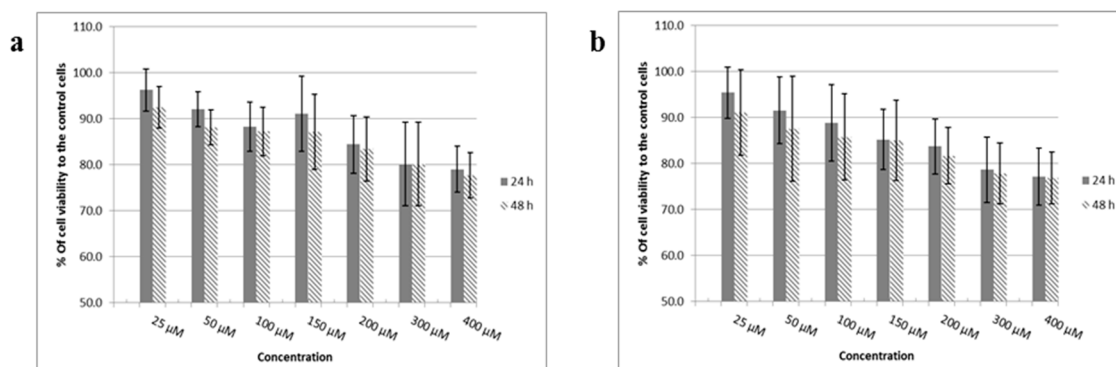 a
110.0
100.0
90.0
80.0
70.0
60.0
50.0
% Of cell viability to the control cells
25 µM
50 µM
100 µM
150 µM
200 µM
300 µM
400 µM
Concentration
24 h
48 h
b
110.0
100.0
90.0
80.0
70.0
60.0
50.0
% Of cell viability to the control cells
25 µM
50 µM
100 µM
150 µM
200 µM
300 µM
400 µM
Concentration
24 h
48 h